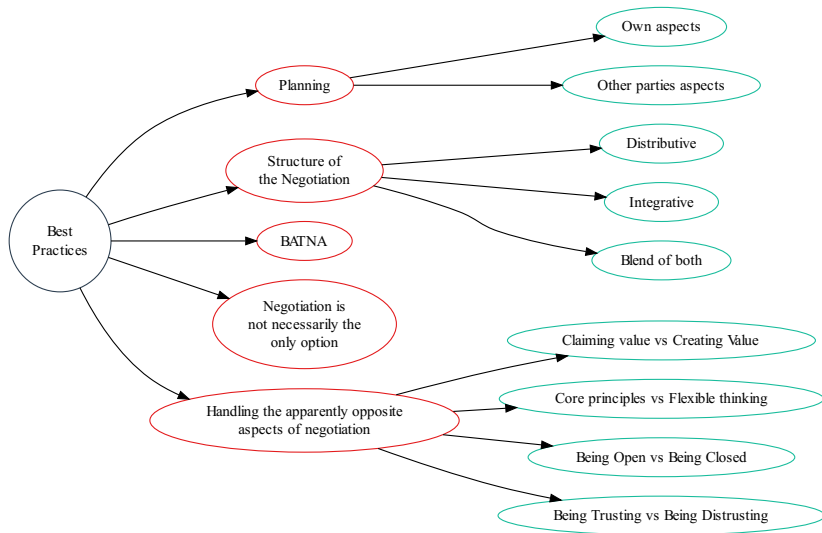 Best
Practices
Planning
Own aspects
Other parties aspects
Structure of
the Negotiation
Distributive
Integrative
Blend of both
BATNA
Negotiation is
not necessarily the
only option
Handling the apparently opposite
aspects of negotiation
Claiming value vs Creating Value
Core principles vs Flexible thinking
Being Open vs Being Closed
Being Trusting vs Being Distrusting